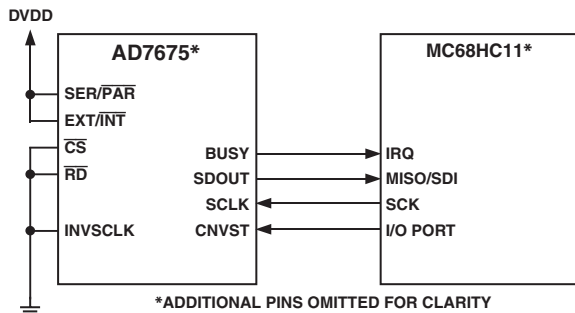 DVDD
AD7675*
MC68HC11*
SER/PAR
EXT/INT
CS
RD
INVSCLK
BUSY
SDOUT
SCLK
CNVST
IRQ
MISO/SDI
SCK
I/O PORT
*ADDITIONAL PINS OMITTED FOR CLARITY